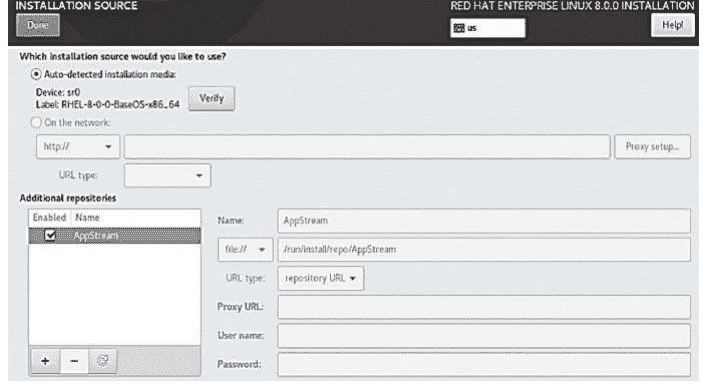 INSTALLATION SOURCE
RED HAT ENTERPRISE LINUX 8.0.0 INSTALLATION
Done
us
Help!
Which installation source would you like to use?
Auto-detected installation media:
Device: sr0
Label: RHEL-8-0-0-BaseOS-x86_64
Verify
On the network:
http://
Proxy setup...
URL type:
Additional repositories
Enabled Name
Name:
AppStream
AppStream
file://
/run/install/repo/AppStream
URL type:
repository URL
Proxy URL:
User name:
Password: